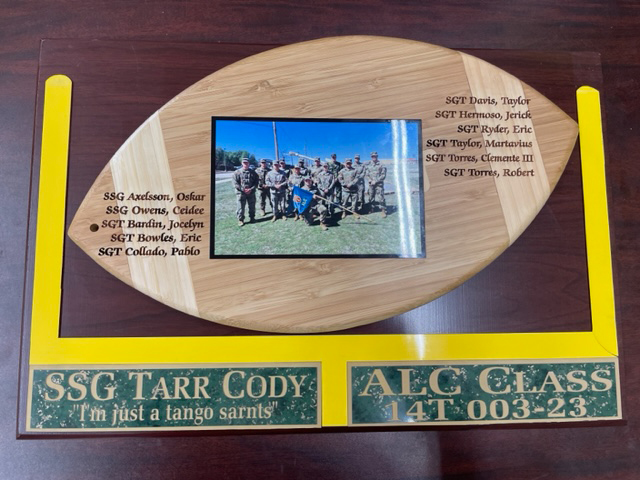 SSG Axelsson, Oskar
SSG Owens, Ceidee
SGT Bardin, Jocelyn
SGT Bowles, Eric
SGT Collado, Pablo
SGT Davis, Taylor
SGT Hermoso, Jerick
SGT Ryder, Eric
SGT Taylor, Martavius
SGT Torres, Clemente III
SGT Torres, Robert
SSG TARR CODY
"I'm just a tango sarnts"
ALC CLASS
14T 003-23